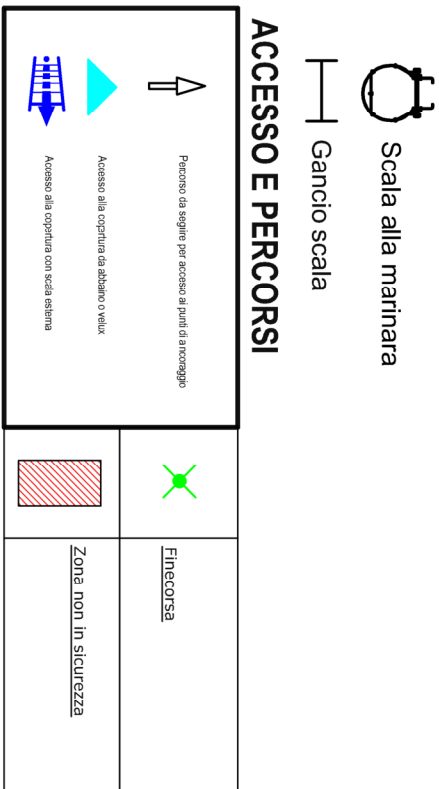 Scala alla marinara
Gancio scala
ACCESSO E PERCORSI
Percorso da seguire per accesso ai punti di ancoraggio
Accesso alla copertura da abbaino o velux
Accesso alla copertura con scala esterna
Finecorsa
Zona non in sicurezza